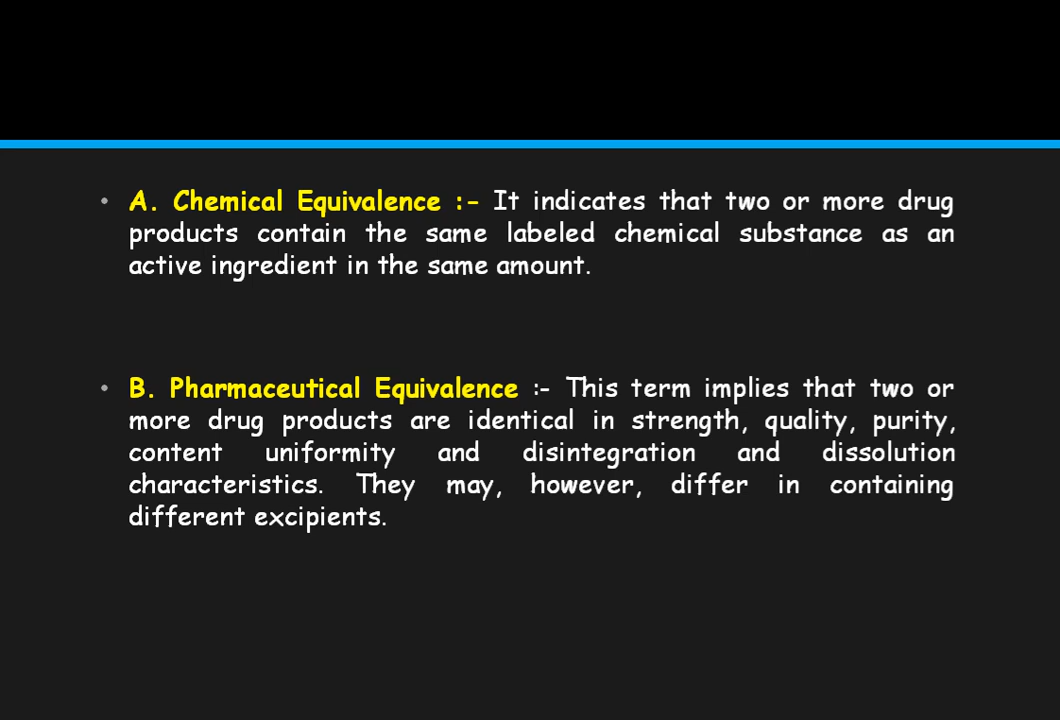 • A. Chemical Equivalence :- It indicates that two or more drug
products contain the same labeled chemical substance as an
active ingredient in the same amount.
• B. Pharmaceutical Equivalence :- This term implies that two or
more drug products are identical in strength, quality, purity,
content uniformity and disintegration and dissolution
characteristics. They may, however, differ in containing
different excipients.